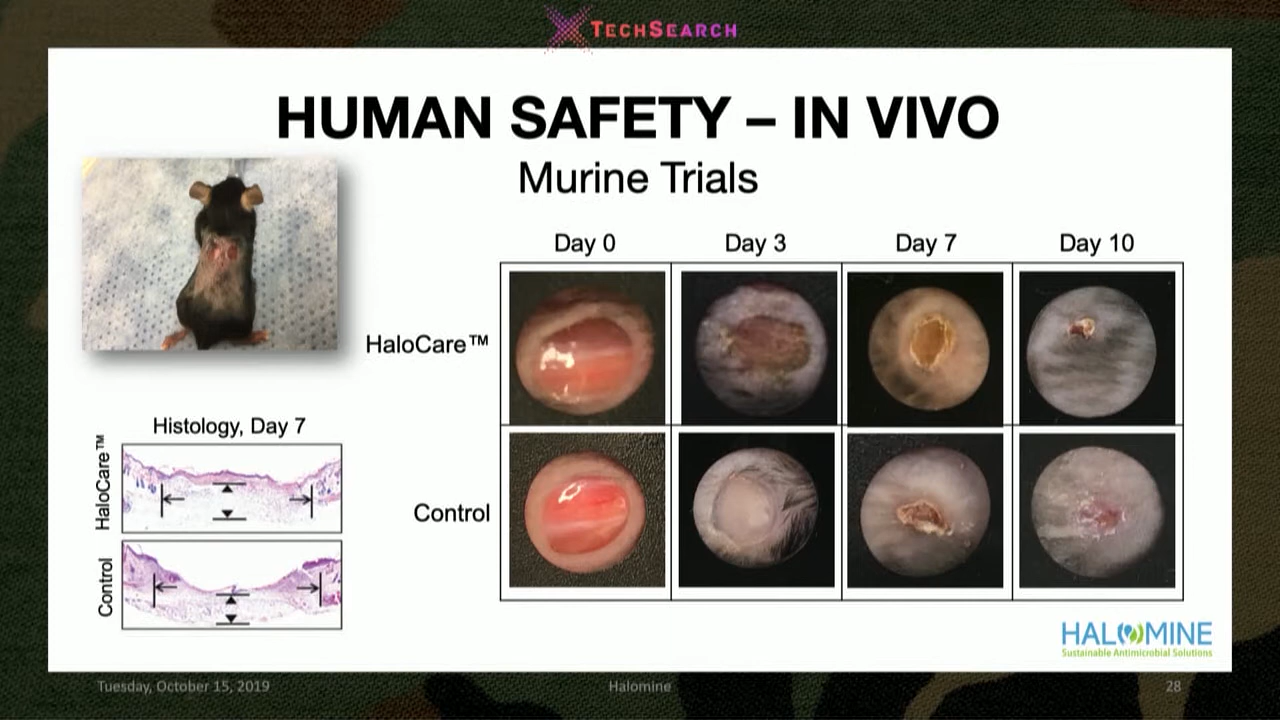 TECHSEARCH
HUMAN SAFETY – IN VIVO
Murine Trials
Day 0
Day 3
Day 7
Day 10
HaloCare™
Control
Histology, Day 7
HaloCare™
Control
HALOMINE
Sustainable Antimicrobial Solutions
Tuesday, October 15, 2019
Halomine
28